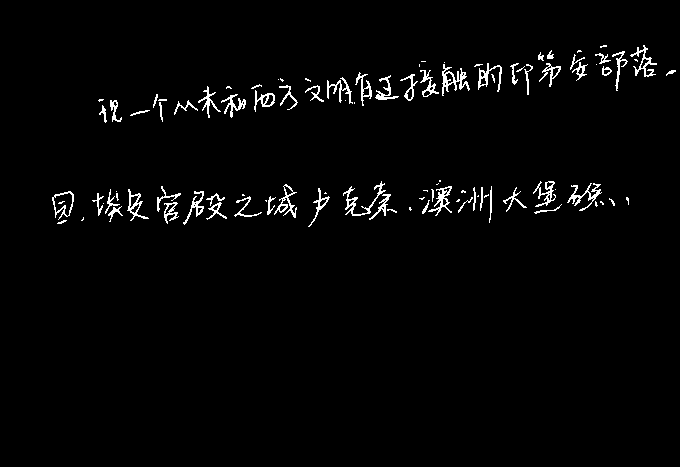 现一个从未和西方文明有过接触的印第安部落。
目、埃及宫殿之城卢克索、澳洲大堡礁、、